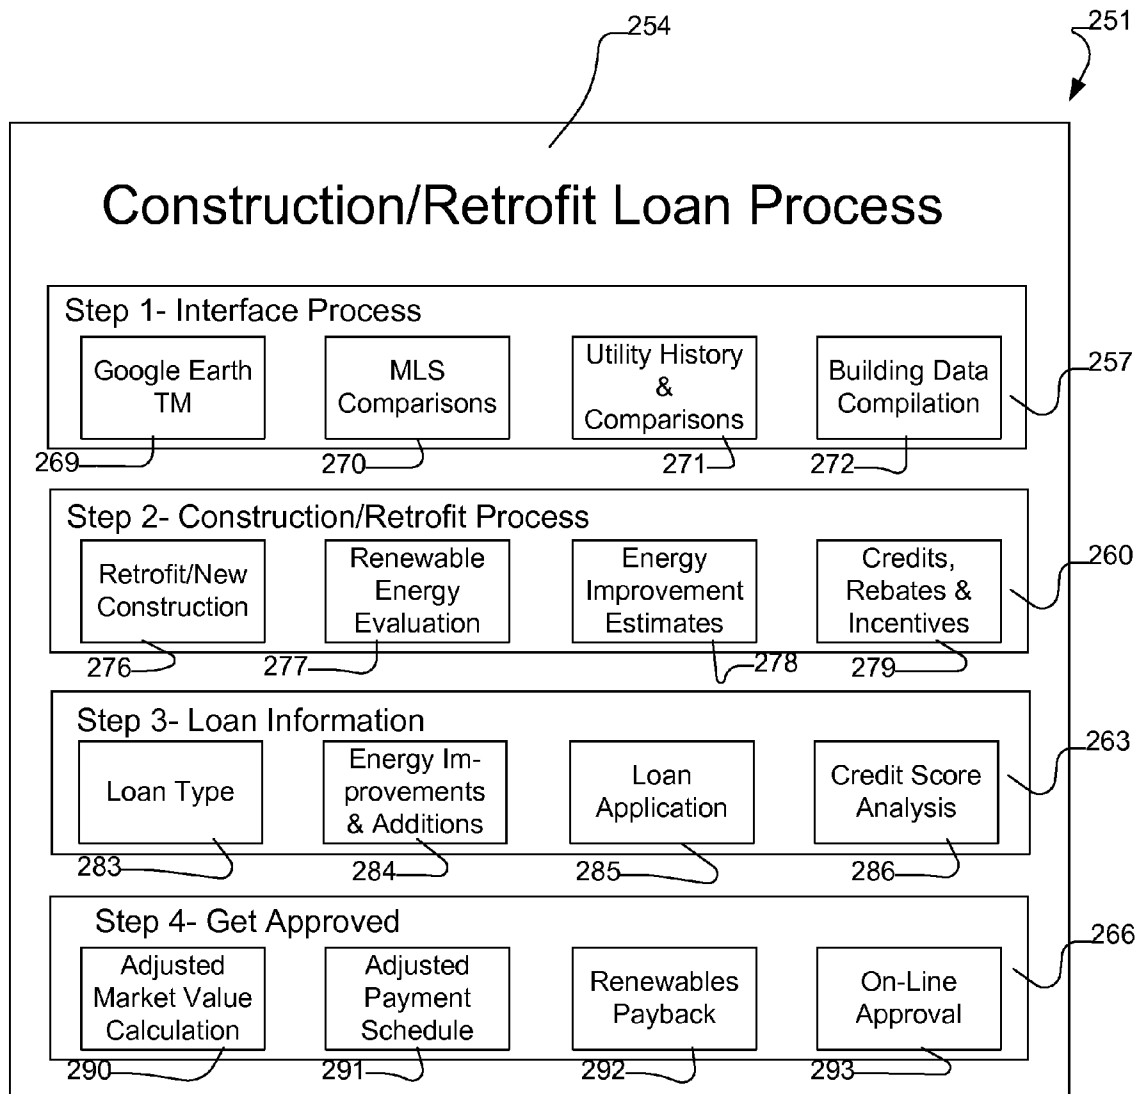 254
251
Construction/Retrofit Loan Process
Step 1- Interface Process
Google Earth
TM
MLS
Comparisons
Utility History
&
Comparisons
Building Data
Compilation
257
269
270
271
272
Step 2- Construction/Retrofit Process
Retrofit/New
Construction
Renewable
Energy
Evaluation
Energy
Improvement
Estimates
Credits,
Rebates &
Incentives
260
276
277
278
279
Step 3- Loan Information
Loan Type
Energy Im-
provements
& Additions
Loan
Application
Credit Score
Analysis
263
283
284
285
286
Step 4- Get Approved
Adjusted
Market Value
Calculation
Adjusted
Payment
Schedule
Renewables
Payback
On-Line
Approval
266
290
291
292
293